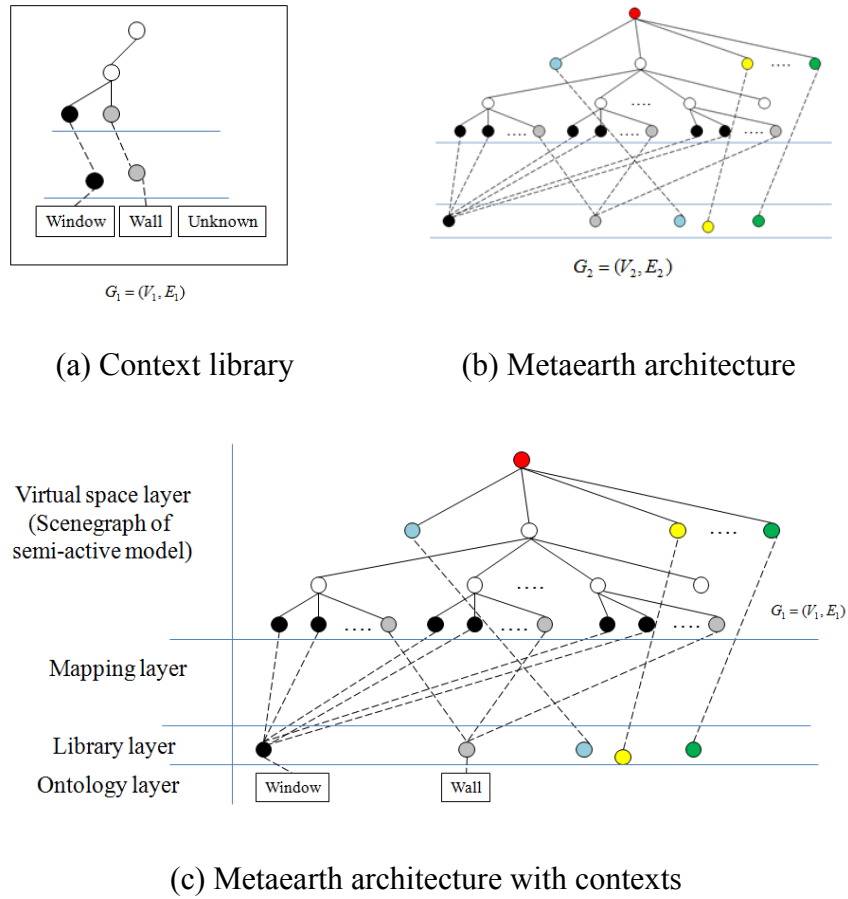 Window
Wall
Unknown
G₁ = (V₁, E₁)
(a) Context library
....
....
....
....
....
G₂ = (V₂, E₂)
(b) Metaearth architecture
Virtual space layer
(Scenegraph of
semi-active model)
....
....
....
....
....
G₁ = (V₁, E₁)
Mapping layer
Library layer
Ontology layer
Window
Wall
(c) Metaearth architecture with contexts